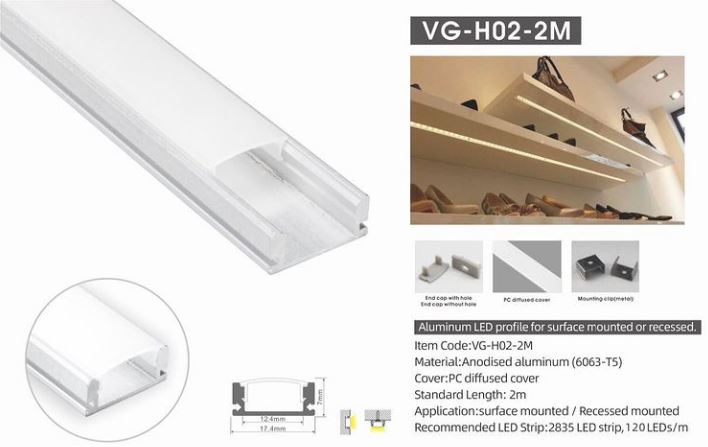 VG-H02-2M
End cap with hole
End cap without hole
PC diffused cover
Mounting clip(metal)
Aluminum LED profile for surface mounted or recessed.
Item Code:VG-H02-2M
Material:Anodised aluminum (6063-T5)
Cover:PC diffused cover
Standard Length: 2m
Application:surface mounted / Recessed mounted
Recommended LED Strip:2835 LED strip,120LEDs/m
7mm
12.4mm
17.4mm